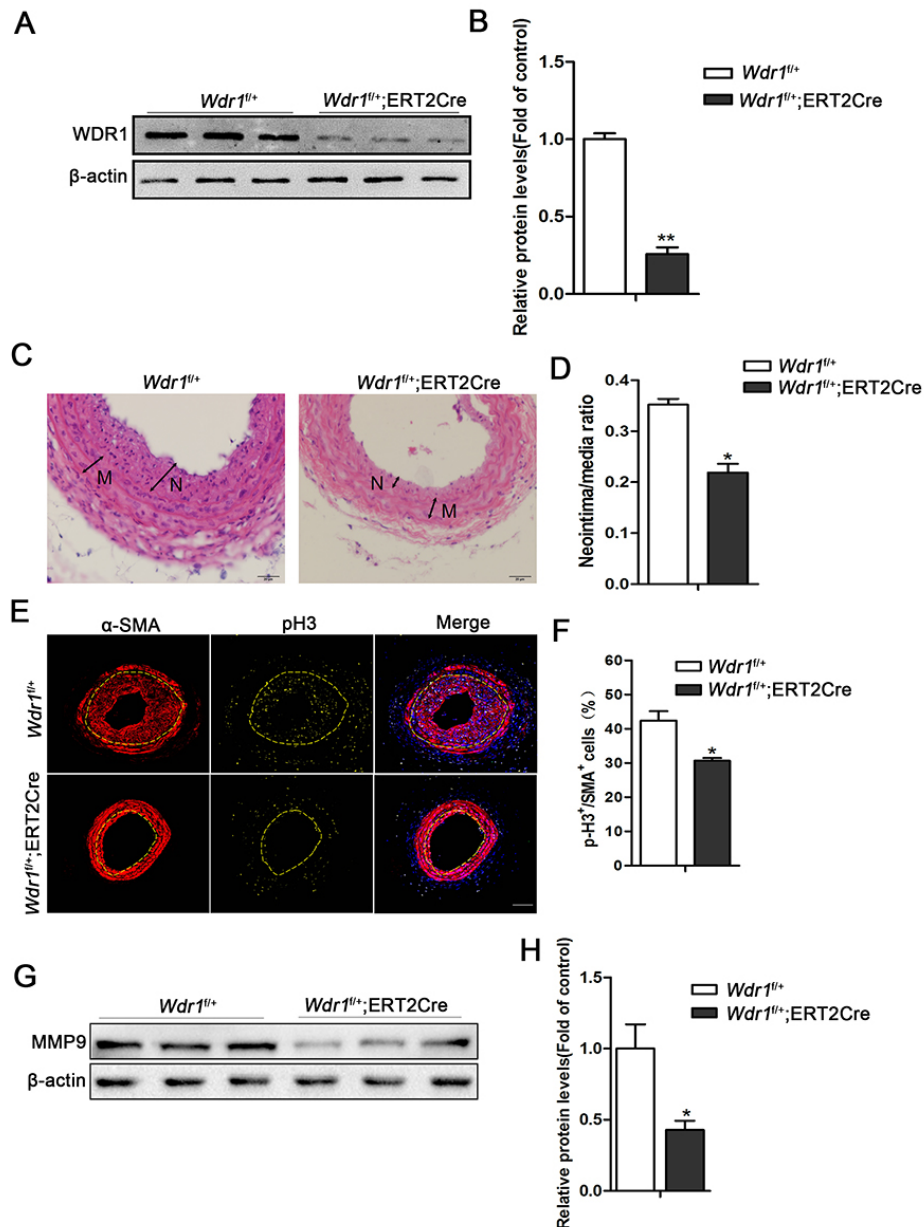 A
Wdr1f/+ Wdr1f/+;ERT2Cre
WDR1
β-actin
B
Relative protein levels(Fold of control)
1.5
1.0
0.5
0.0
**
Wdr1f/+
Wdr1f/+;ERT2Cre
C
Wdr1f/+ Wdr1f/+;ERT2Cre
M N
N M
D
Neointima/media ratio
0.4
0.3
0.2
0.1
0.0
*
Wdr1f/+
Wdr1f/+;ERT2Cre
E
α-SMA pH3 Merge
Wdr1f/+
Wdr1f/+;ERT2Cre
F
p-H3+/SMA+ cells (%)
60
50
40
30
20
10
0
*
Wdr1f/+
Wdr1f/+;ERT2Cre
G
Wdr1f/+ Wdr1f/+;ERT2Cre
MMP9
β-actin
H
Relative protein levels(Fold of control)
1.5
1.0
0.5
0.0
*
Wdr1f/+
Wdr1f/+;ERT2Cre